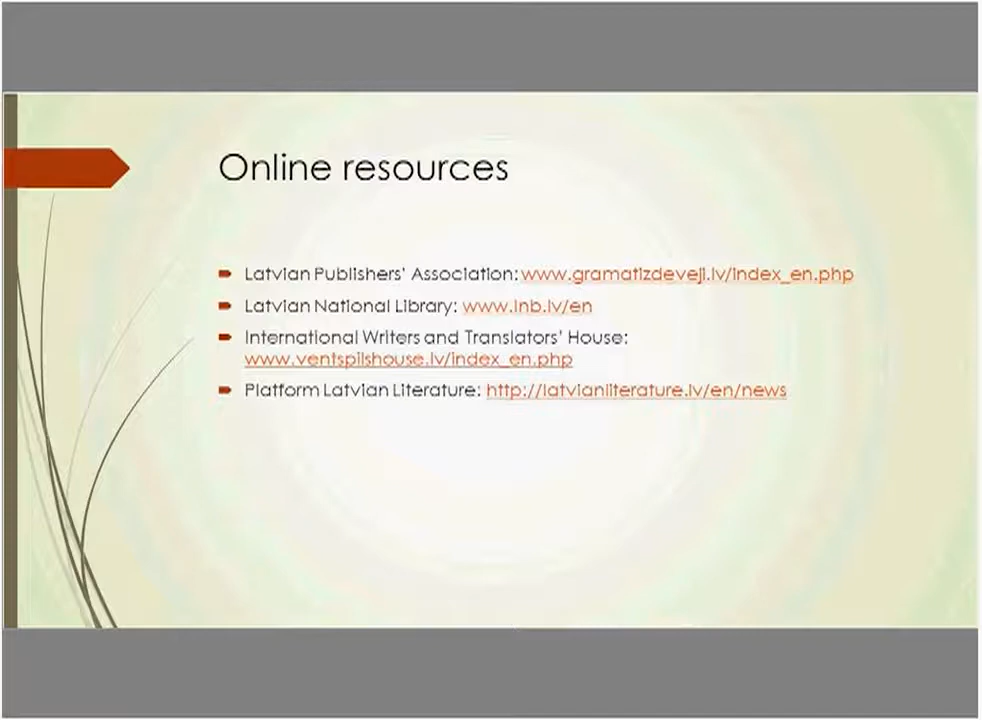 Online resources
Latvian Publishers' Association: www.gramatizdeveji.lv/index_en.php
Latvian National Library: www.lnb.lv/en
International Writers and Translators' House:
www.ventspilshouse.lv/index_en.php
Platform Latvian Literature: http://latvianliterature.lv/en/news